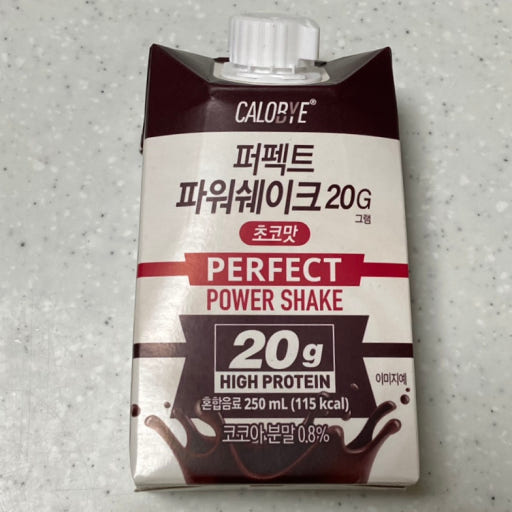 CALOBYE®
퍼펙트
파워쉐이크 20G
그램
초코맛
PERFECT
POWER SHAKE
20g
HIGH PROTEIN
이미지예
혼합음료 250 mL (115 kcal)
코코아분말 0.8%